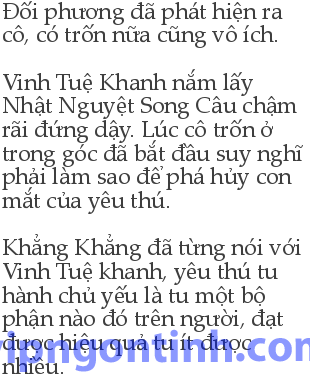 Đối phương đã phát hiện ra
cô, có trốn nữa cũng vô ích.
Vinh Tuệ Khanh nắm lấy
Nhật Nguyệt Song Câu chậm
rãi đứng dậy. Lúc cô trốn ở
trong góc đã bắt đầu suy nghĩ
phải làm sao để phá hủy con
mắt của yêu thú.
Khẳng Khẳng đã từng nói với
Vinh Tuệ khanh, yêu thú tu
hành chủ yếu là tu một bộ
phận nào đó trên người, đạt
được hiệu quả tu ít được
nhiều.
longontinh.com